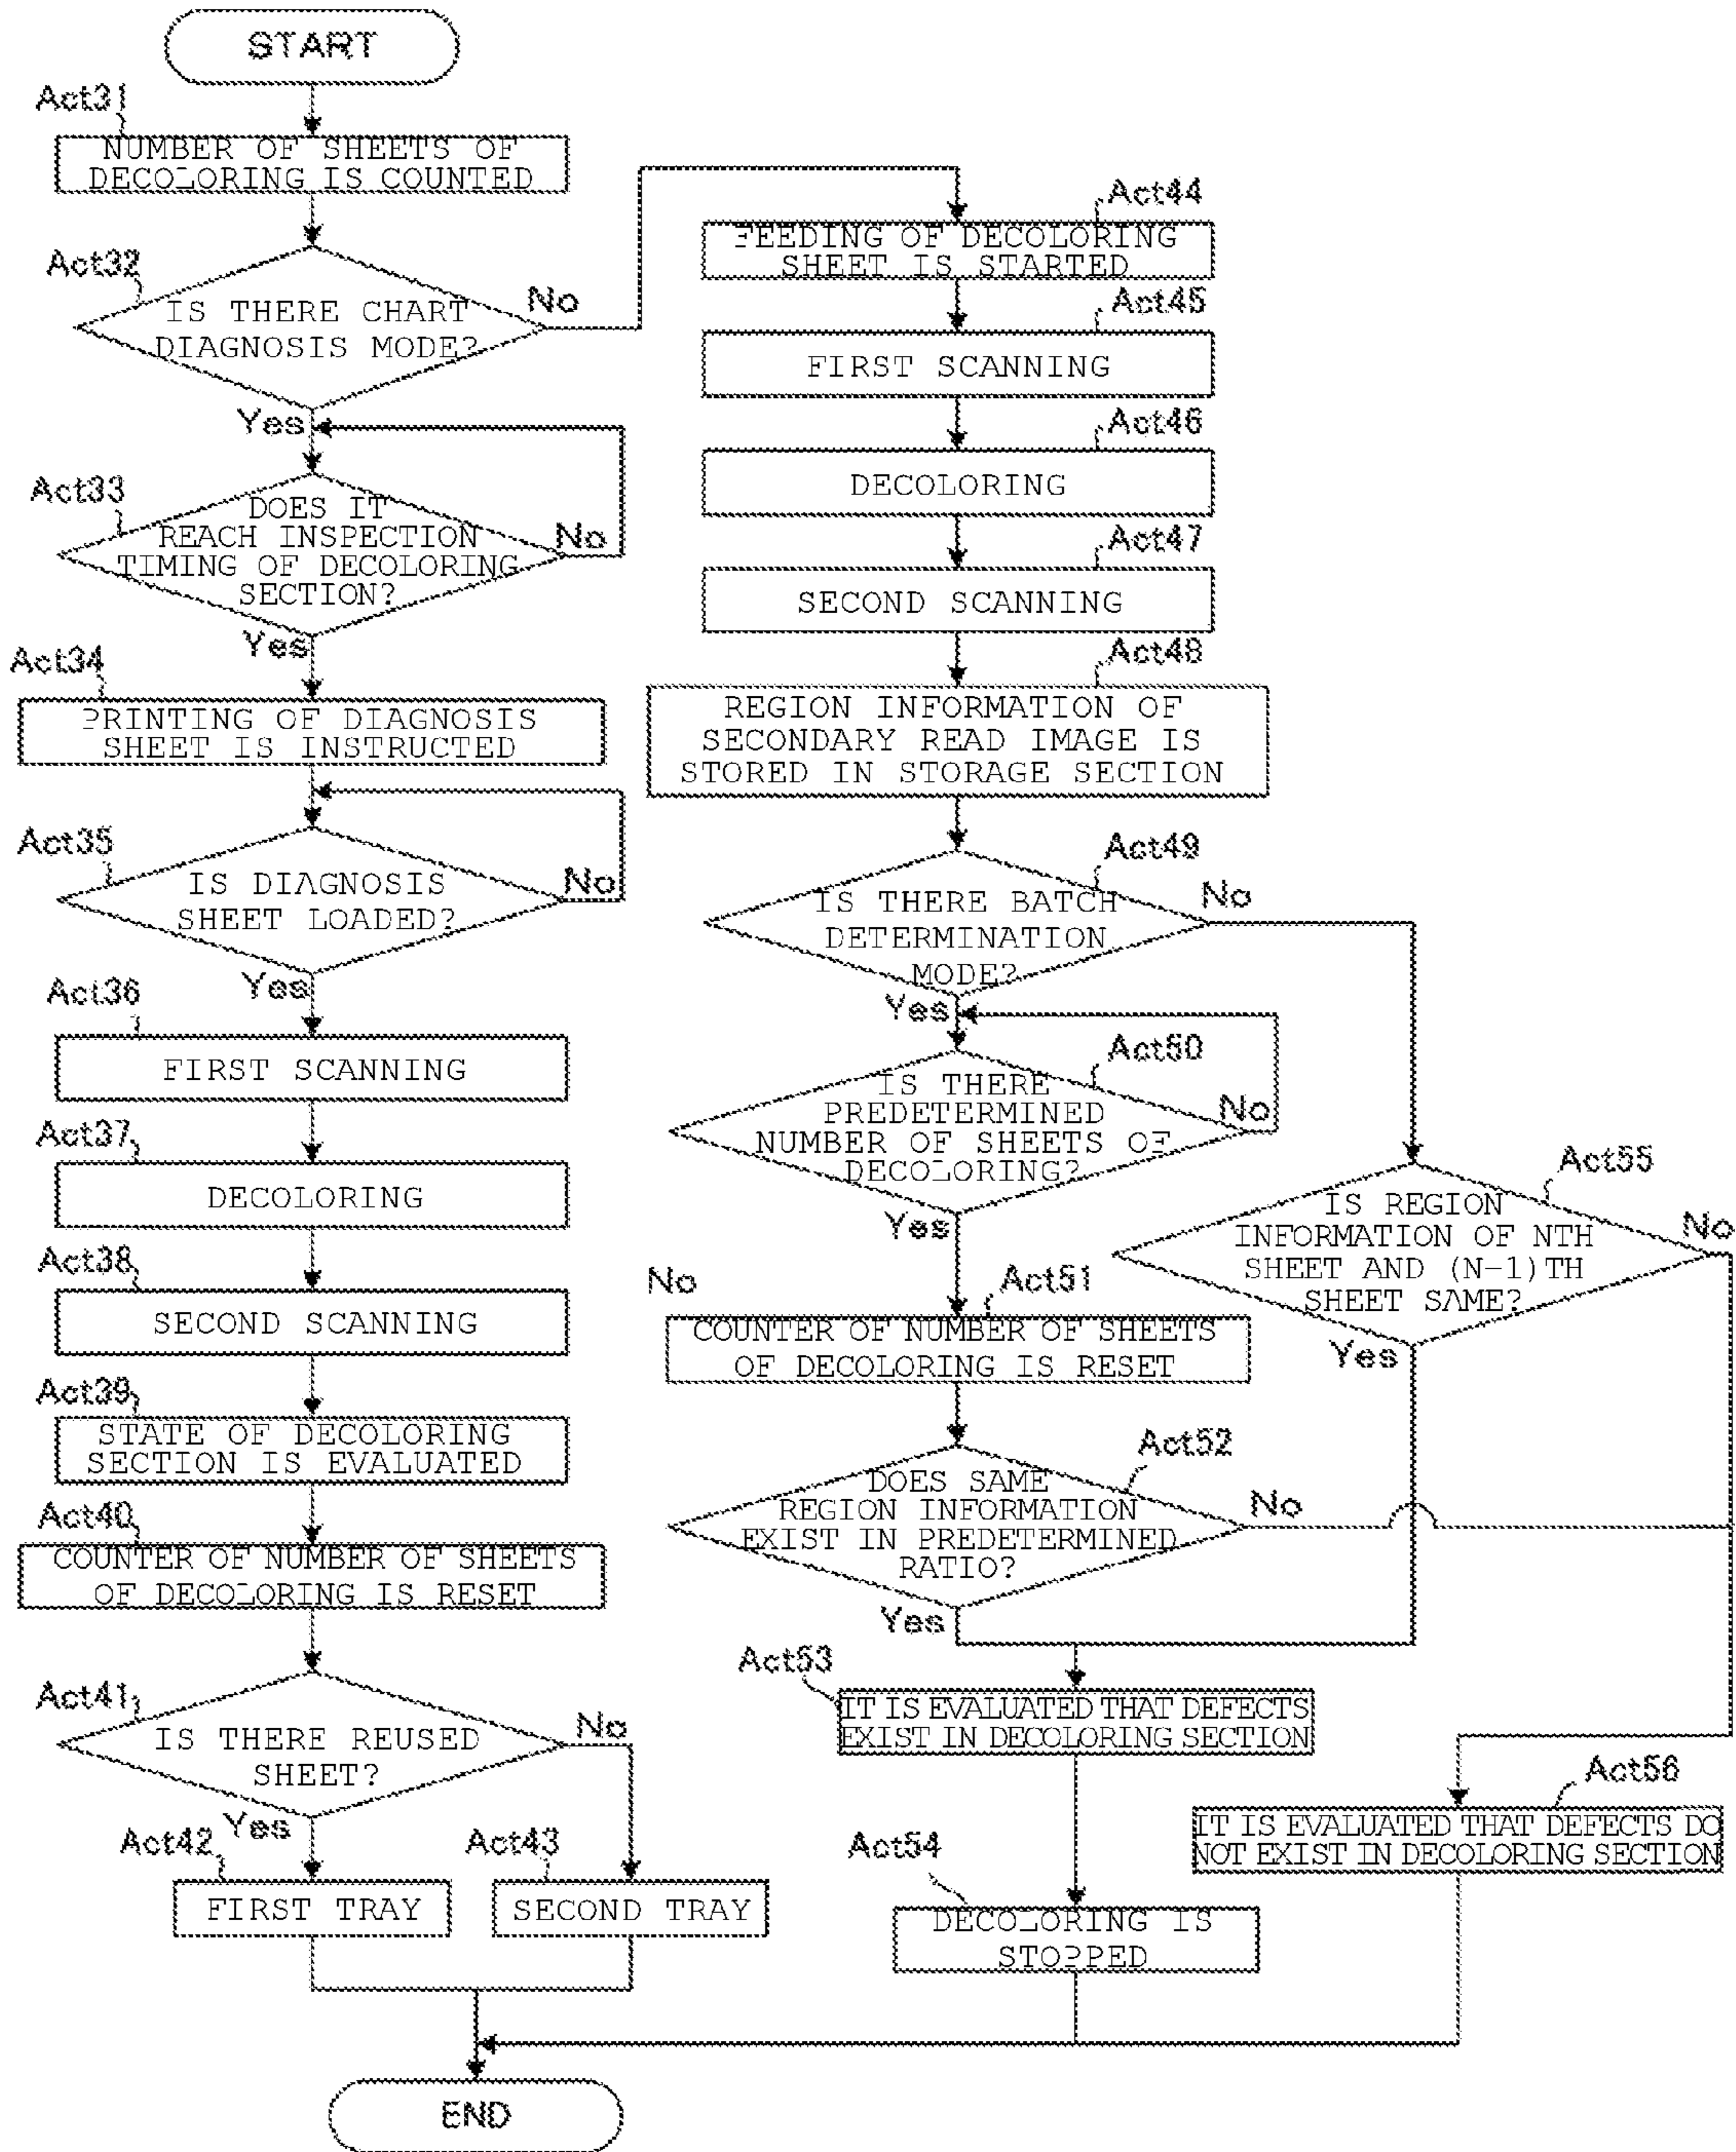 START
Act31
NUMBER OF SHEETS OF
DECOLORING IS COUNTED
Act32
IS THERE CHART
DIAGNOSIS MODE?
No
Yes
Act33
DOES IT
REACH INSPECTION
TIMING OF DECOLORING
SECTION?
No
Yes
Act34
PRINTING OF DIAGNOSIS
SHEET IS INSTRUCTED
Act35
IS DIAGNOSIS
SHEET LOADED?
No
Yes
Act36
FIRST SCANNING
Act37
DECOLORING
Act38
SECOND SCANNING
Act39
STATE OF DECOLORING
SECTION IS EVALUATED
Act40
COUNTER OF NUMBER OF SHEETS
OF DECOLORING IS RESET
Act41
IS THERE REUSED
SHEET?
No
Yes
Act42
FIRST TRAY
Act43
SECOND TRAY
Act44
FEEDING OF DECOLORING
SHEET IS STARTED
Act45
FIRST SCANNING
Act46
DECOLORING
Act47
SECOND SCANNING
Act48
REGION INFORMATION OF
SECONDARY READ IMAGE IS
STORED IN STORAGE SECTION
Act49
IS THERE BATCH
DETERMINATION
MODE?
No
Yes
Act50
IS THERE
PREDETERMINED
NUMBER OF SHEETS OF
DECOLORING?
No
Yes
No
Act51
COUNTER OF NUMBER OF SHEETS
OF DECOLORING IS RESET
Act52
DOES SAME
REGION INFORMATION
EXIST IN PREDETERMINED
RATIO?
No
Yes
Act55
IS REGION
INFORMATION OF NTH
SHEET AND (N-1)TH
SHEET SAME?
No
Yes
Act53
IT IS EVALUATED THAT DEFECTS
EXIST IN DECOLORING SECTION
Act54
DECOLORING IS
STOPPED
Act56
IT IS EVALUATED THAT DEFECTS DO
NOT EXIST IN DECOLORING SECTION
END